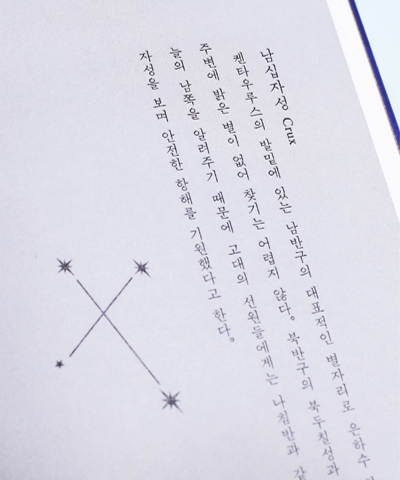 남십자성 Crux
켄타우루스의 발밑에 있는 남반구의 대표적인 별자리로 은하수
주변에 밝은 별이 없어 찾기는 어렵지 않다. 북반구의 북두칠성과
늘의 남쪽을 알려주기 때문에 고대의 선원들에게는 나침반과 같
자성을 보며 안전한 항해를 기원했다고 한다.